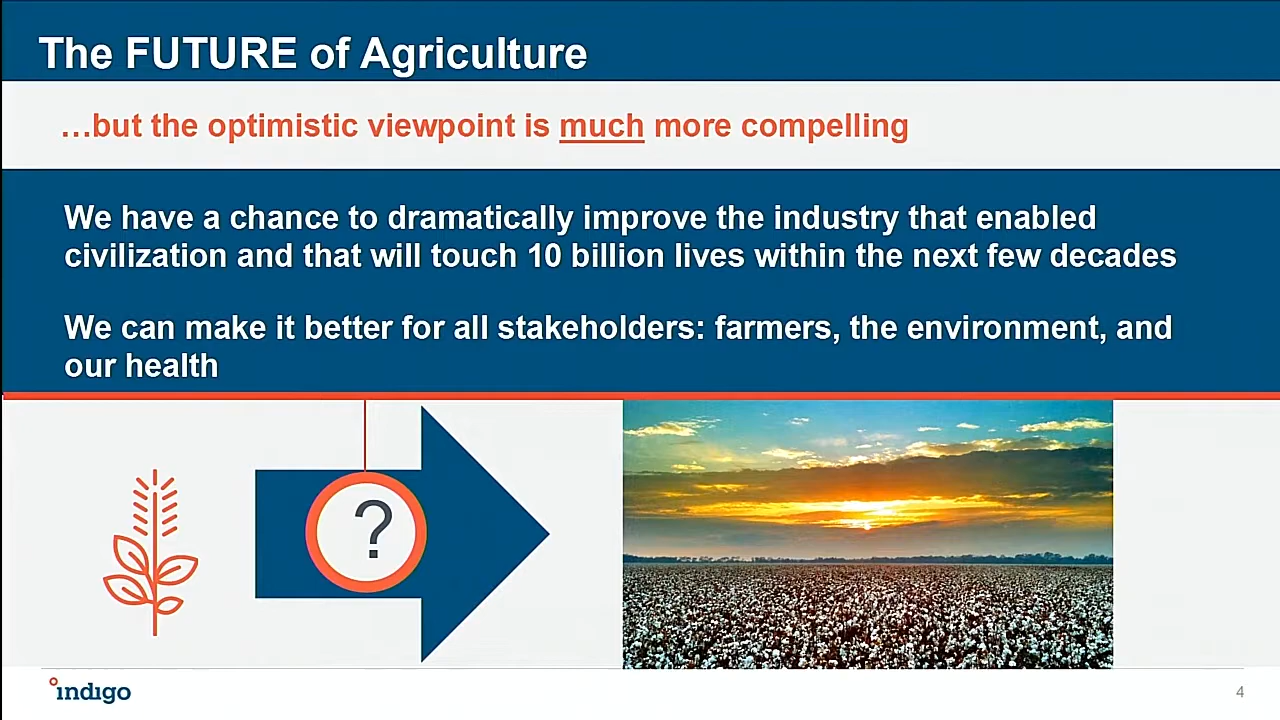 The FUTURE of Agriculture
…but the optimistic viewpoint is much more compelling
We have a chance to dramatically improve the industry that enabled
civilization and that will touch 10 billion lives within the next few decades
We can make it better for all stakeholders: farmers, the environment, and
our health
?
indigo
4